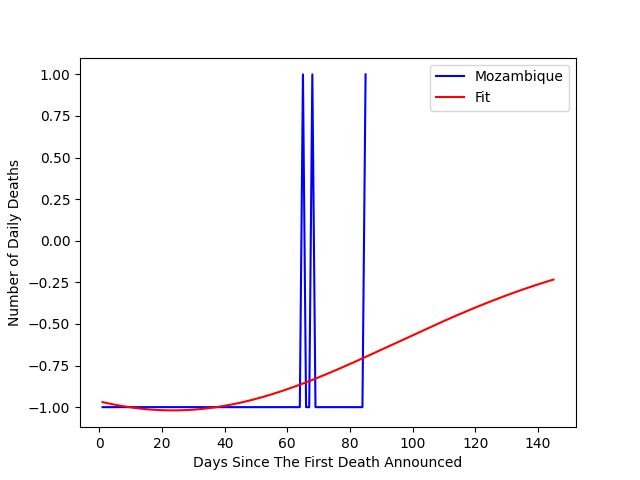 1.00
0.75
0.50
0.25
0.00
−0.25
−0.50
−0.75
−1.00
0 20 40 60 80 100 120 140
Days Since The First Death Announced
Number of Daily Deaths
Mozambique
Fit